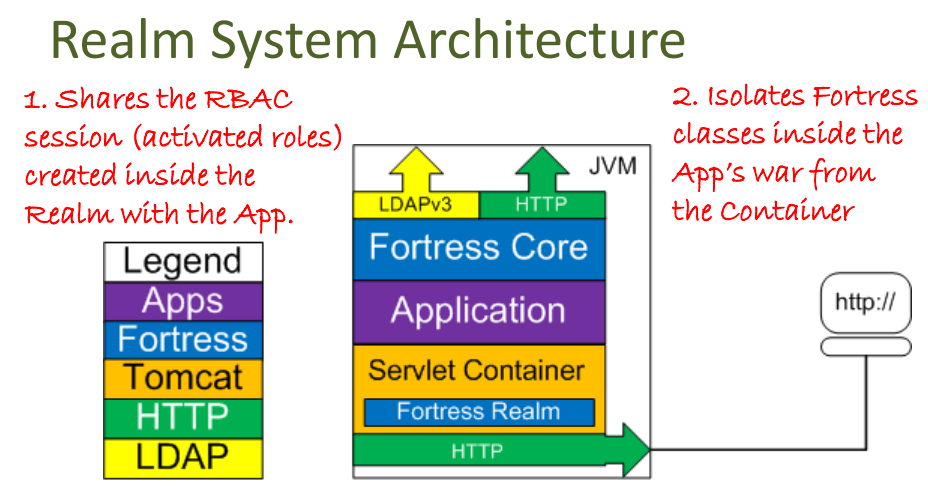 Realm System Architecture
1. Shares the RBAC
session (activated roles)
created inside the
Realm with the App.
2. Isolates Fortress
classes inside the
App's war from
the Container
Legend
Apps
Fortress
Tomcat
HTTP
LDAP
JVM
LDAPv3 HTTP
Fortress Core
Application
Servlet Container
Fortress Realm
HTTP
http://